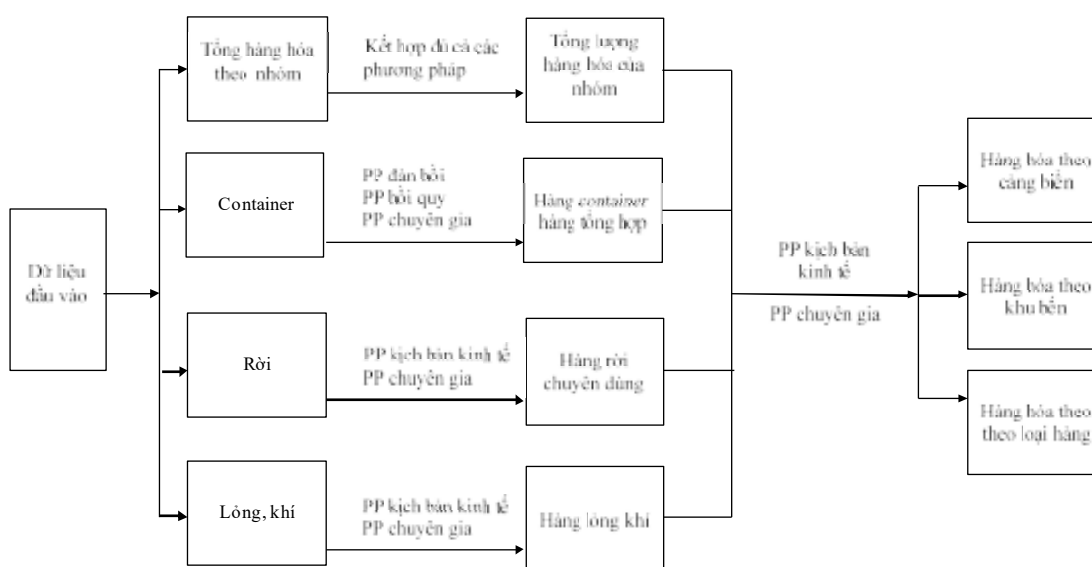 Dữ liệu
đầu vào
Tổng hàng hóa
theo nhóm
Kết hợp đủ cả các
phương pháp
Tổng lượng
hàng hóa của
nhóm
Container
PP đàn hồi
PP hồi quy
PP chuyên gia
Hàng container
hàng tổng hợp
Rời
PP kịch bản kinh tế
PP chuyên gia
Hàng rời
chuyên dùng
Lỏng, khí
PP kịch bản kinh tế
PP chuyên gia
Hàng lỏng khí
PP kịch bản
kinh tế
PP chuyên gia
Hàng hóa theo
cảng biển
Hàng hóa theo
khu bến
Hàng hóa theo
theo loại hàng